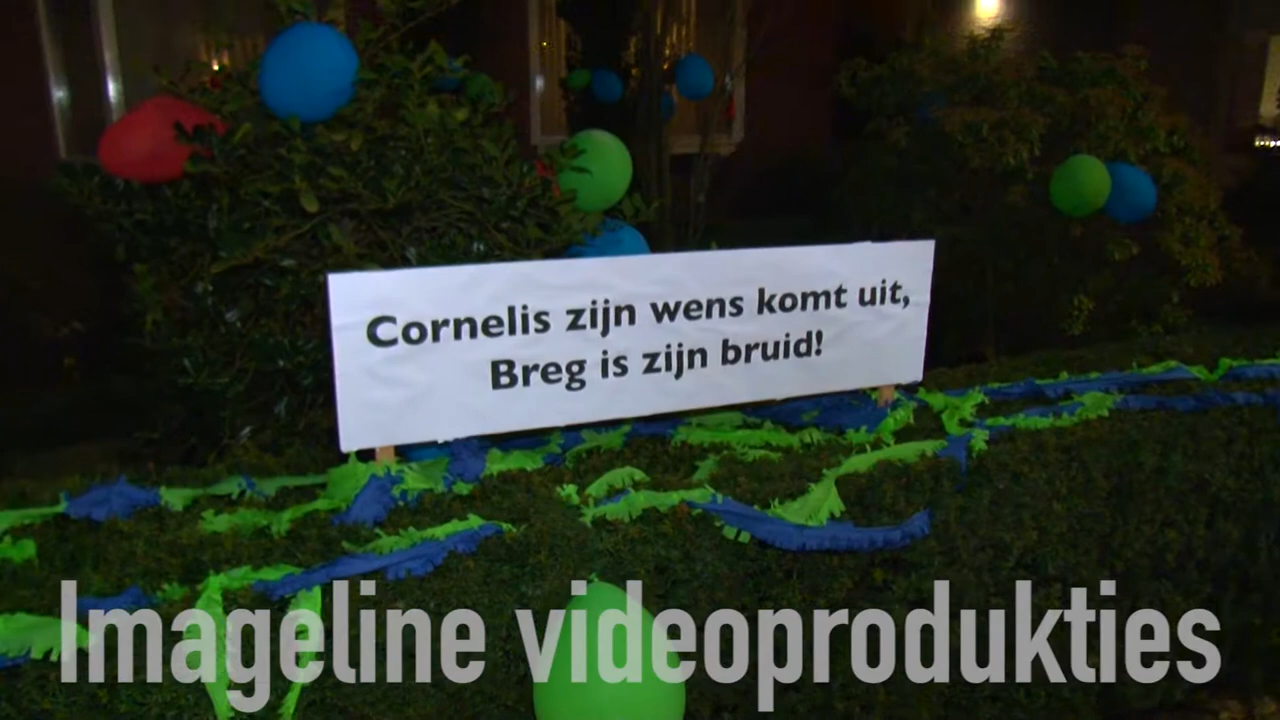 Cornelis zijn wens komt uit,
Breg is zijn bruid!
Imageline videoprodukties